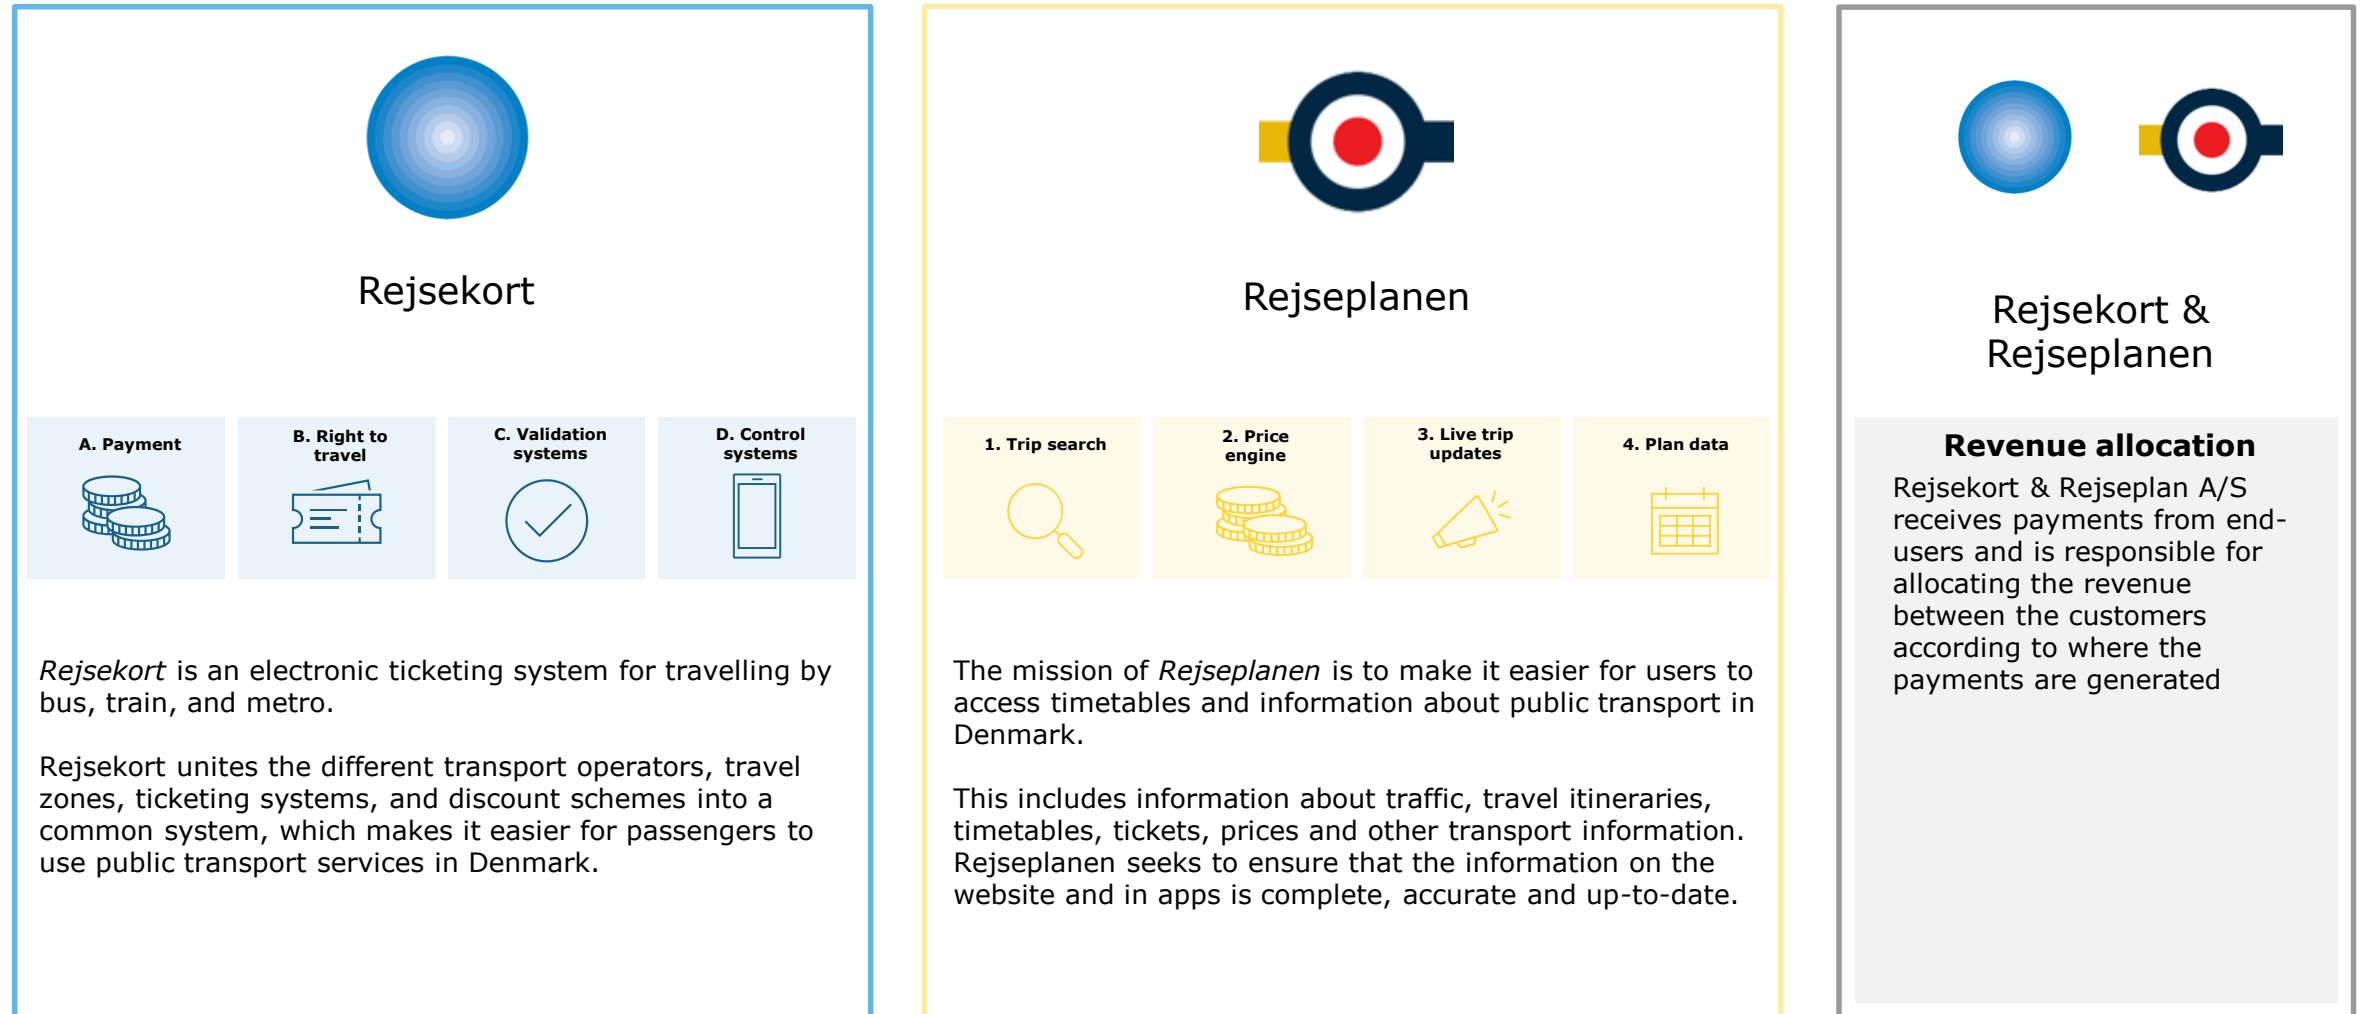 Rejsekort
A. Payment
B. Right to
travel
C. Validation
systems
D. Control
systems
Rejsekort is an electronic ticketing system for travelling by
bus, train, and metro.
Rejsekort unites the different transport operators, travel
zones, ticketing systems, and discount schemes into a
common system, which makes it easier for passengers to
use public transport services in Denmark.
Rejseplanen
1. Trip search
2. Price
engine
3. Live trip
updates
4. Plan data
The mission of Rejseplanen is to make it easier for users to
access timetables and information about public transport in
Denmark.
This includes information about traffic, travel itineraries,
timetables, tickets, prices and other transport information.
Rejseplanen seeks to ensure that the information on the
website and in apps is complete, accurate and up-to-date.
Rejsekort &
Rejseplanen
Revenue allocation
Rejsekort & Rejseplan A/S
receives payments from end-
users and is responsible for
allocating the revenue
between the customers
according to where the
payments are generated